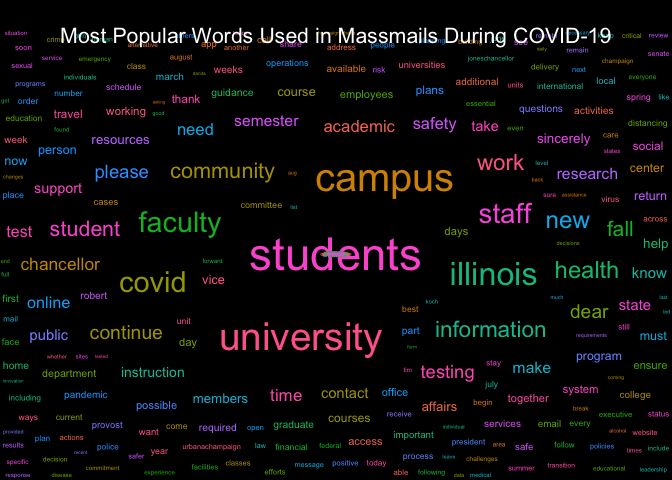 Most Popular Words Used in Massmails During COVID-19
situation
soon
another
share
address
people
remain
critical
review
senate
sexual
service
emergency
class
august
app
weeks
operations
available
risk
universities
joneschancellor
delivery
next
champaign
everyone
programs
individuals
number
schedule
march
guidance
course
employees
plans
additional
units
international
local
spring
like
order
travel
working
thank
essential
questions
activities
distancing
education
found
need
semester
academic
safety
take
even
sincerely
care
social
week
person
resources
states
now
please
community
campus
work
level
research
center
changes
place
support
back
sure
assistance
virus
return
cases
committee
list
staff
new
fall
across
test
student
faculty
days
help
students
decisions
chancellor
covid
forward
vice
illinois
health
know
full
first
online
robert
best
koch
much
dear
state
last
mail
unit
university
information
still
face
public
continue
day
part
requirements
must
whether
sites
home
department
instruction
tim
testing
stay
make
program
ensure
coming
innovation
including
pandemic
members
time
contact
office
july
together
system
college
possible
affairs
begin
break
executive
status
ways
current
provost
want
come
required
open
graduate
courses
receive
important
individual
services
email
every
alcohol
website
provided
plan
actions
results
police
year
urbanachampaign
law
financial
federal
access
president
area
safe
follow
policies
times
include
decision
recent
safer
process
leave
challenges
specific
commitment
facilities
classes
message
positive
today
able
following
summer
transition
educational
leadership
response
disease
experience
efforts
data
medical